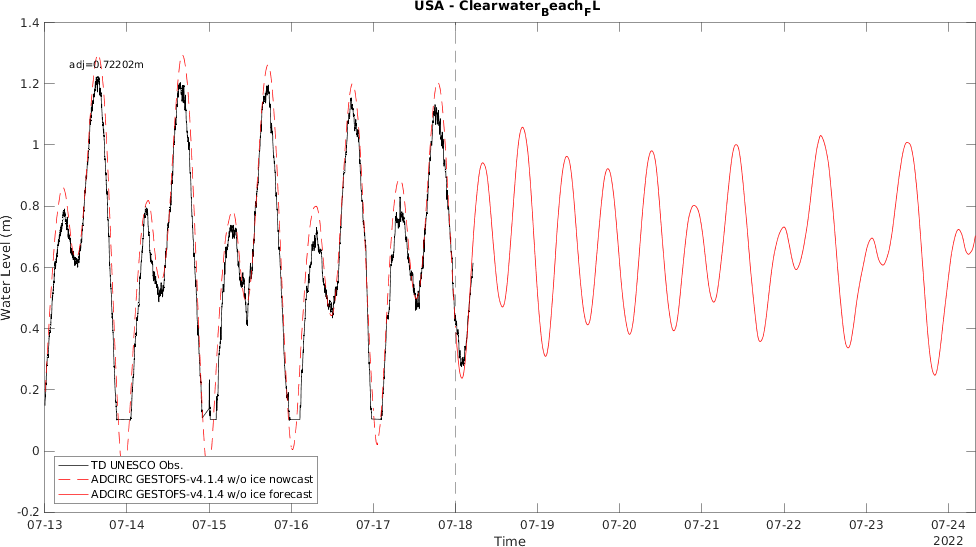 USA - Clearwater_Beach_FL
1.4
adj=0.72202m
1.2
1
0.8
0.6
0.4
0.2
0
-0.2
Water Level (m)
TD UNESCO Obs.
ADCIRC GESTOFS-v4.1.4 w/o ice nowcast
ADCIRC GESTOFS-v4.1.4 w/o ice forecast
07-13 07-14 07-15 07-16 07-17 07-18 07-19 07-20 07-21 07-22 07-23 07-24
Time
2022